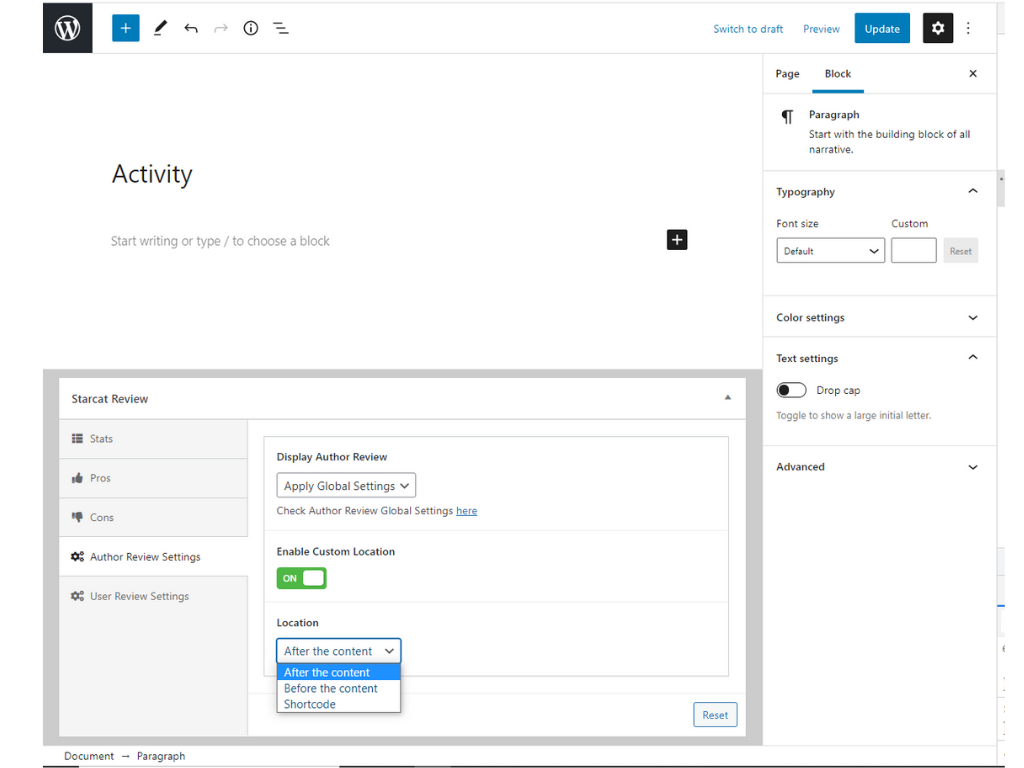 Switch to draft Preview Update
Page Block
Paragraph
Start with the building block of all
narrative.
Activity
Typography
Font size Custom
Start writing or type / to choose a block
Default Reset
Color settings
Text settings
Drop cap
Toggle to show a large initial letter.
Advanced
Starcat Review
Stats
Pros
Cons
Author Review Settings
User Review Settings
Display Author Review
Apply Global Settings
Check Author Review Global Settings here
Enable Custom Location
ON
Location
After the content
After the content
Before the content
Shortcode
Reset
Document → Paragraph